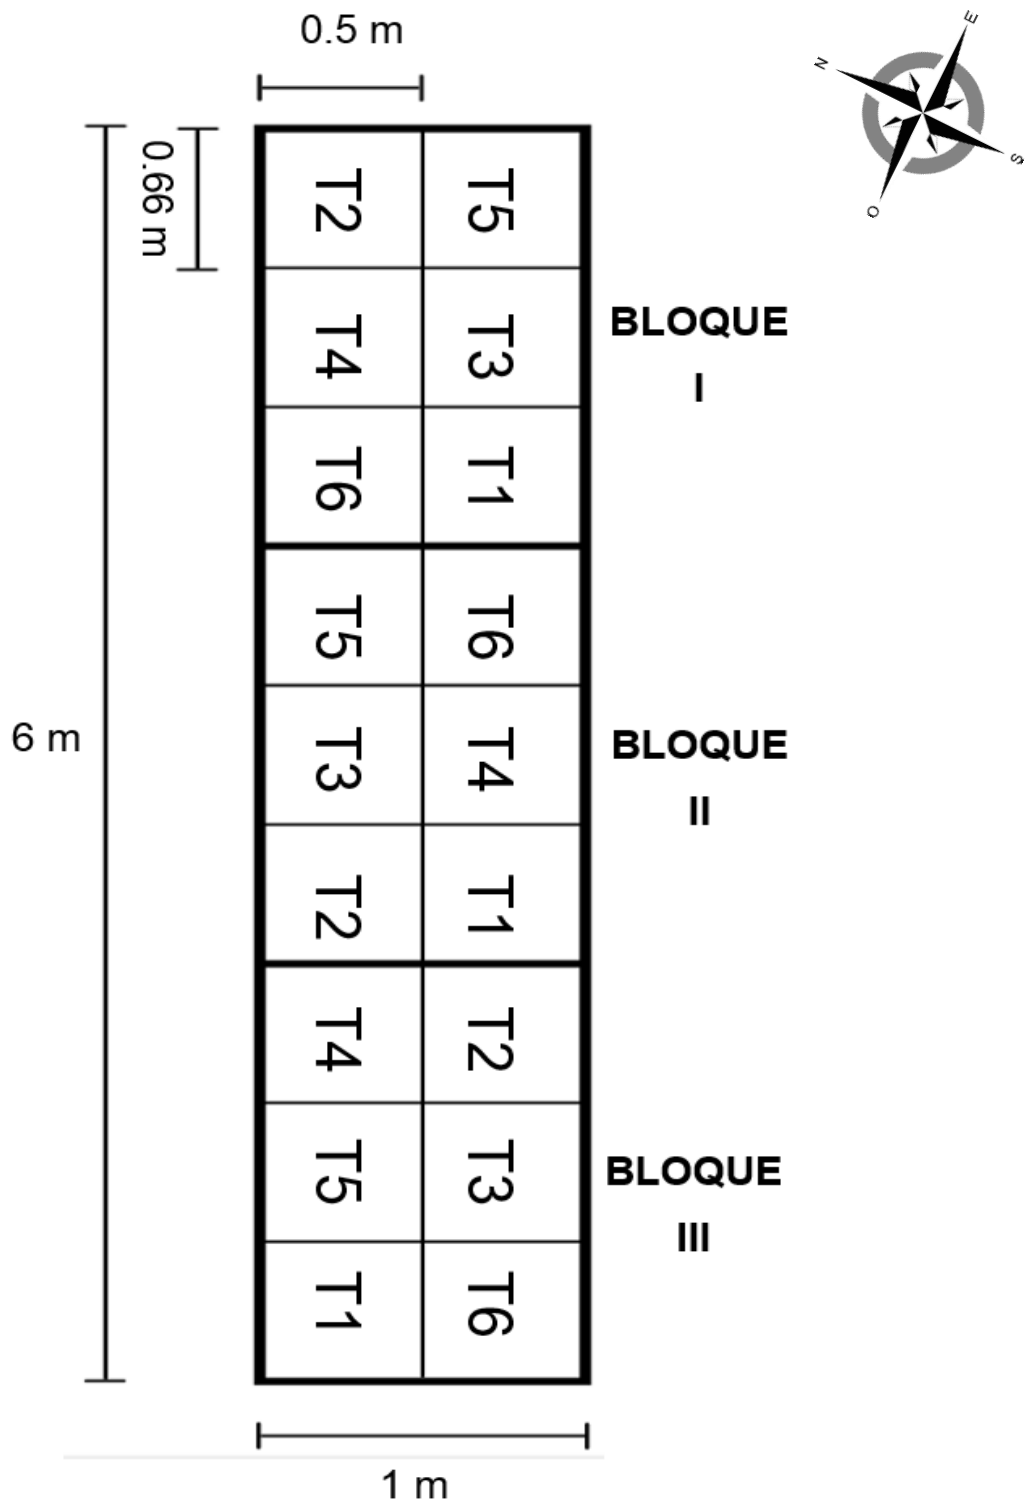 0.5 m
E
N
S
O
0.66 m
T2 T5
T4 T3
BLOQUE
I
T6 T1
T5 T6
6 m
T3 T4
BLOQUE
II
T2 T1
T4 T2
T5 T3
BLOQUE
III
T1 T6
1 m